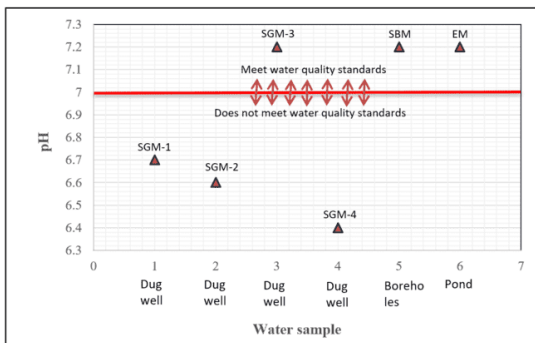 7.3
7.2
7.1
7
6.9
6.8
6.7
6.6
6.5
6.4
6.3
pH
SGM-3
SBM
EM
Meet water quality standards
Does not meet water quality standards
SGM-1
SGM-2
SGM-4
0 1 2 3 4 5 6 7
Dug well
Dug well
Dug well
Dug well
Boreho les
Pond
Water sample